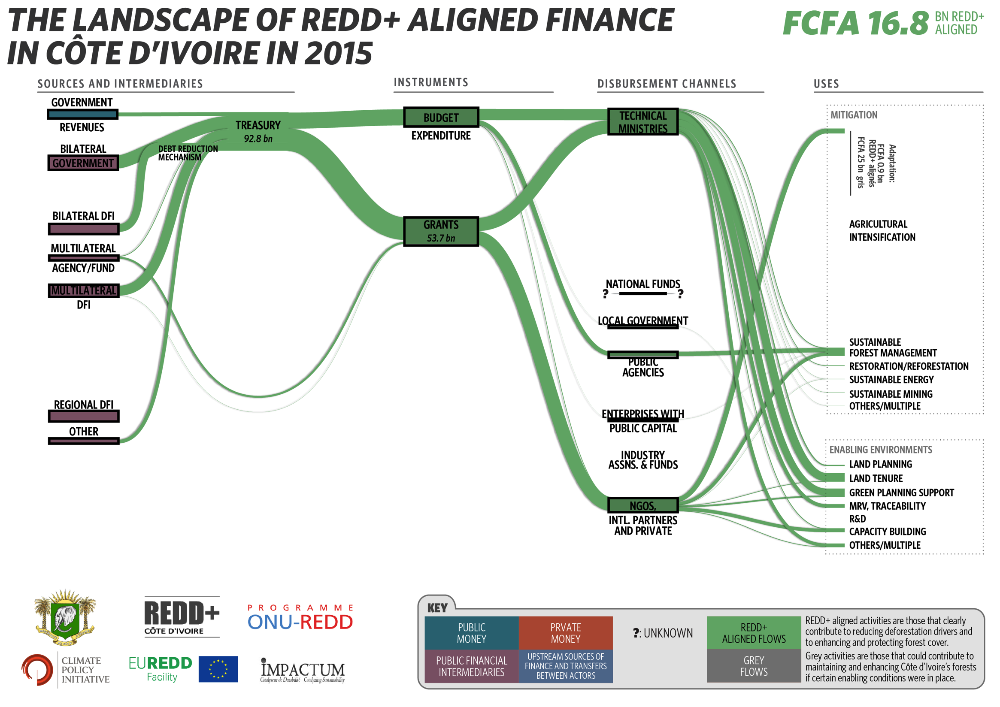 THE LANDSCAPE OF REDD+ ALIGNED FINANCE
IN CÔTE D'IVOIRE IN 2015
FCFA 16.8
BN REDD+
ALIGNED
SOURCES AND INTERMEDIARIES
INSTRUMENTS
DISBURSEMENT CHANNELS
USES
GOVERNMENT
REVENUES
BILATERAL
GOVERNMENT
DEBT REDUCTION
MECHANISM
BILATERAL DFI
MULTILATERAL
AGENCY/FUND
MULTILATERAL
DFI
REGIONAL DFI
OTHER
TREASURY
92.8 bn
BUDGET
EXPENDITURE
GRANTS
53.7 bn
TECHNICAL
MINISTRIES
NATIONAL FUNDS
? ?
LOCAL GOVERNMENT
PUBLIC
AGENCIES
ENTERPRISES WITH
PUBLIC CAPITAL
INDUSTRY
ASSNS. & FUNDS
NGOS,
INTL. PARTNERS
AND PRIVATE
MITIGATION
Adaptation:
FCFA 0.9 bn
REDD+ alignés
FCFA 25 bn gris
AGRICULTURAL
INTENSIFICATION
SUSTAINABLE
FOREST MANAGEMENT
RESTORATION/REFORESTATION
SUSTAINABLE ENERGY
SUSTAINABLE MINING
OTHERS/MULTIPLE
ENABLING ENVIRONMENTS
LAND PLANNING
LAND TENURE
GREEN PLANNING SUPPORT
MRV, TRACEABILITY
R&D
CAPACITY BUILDING
OTHERS/MULTIPLE
REDD+
CÔTE D'IVOIRE
PROGRAMME
ONU-REDD
CLIMATE
POLICY
INITIATIVE
EUREDD
Facility
IMPACTUM
Catalyseur de Durabilité Catalyzing Sustainability
KEY
PUBLIC
MONEY
PRVATE
MONEY
PUBLIC FINANCIAL
INTERMEDIARIES
UPSTREAM SOURCES OF
FINANCE AND TRANSFERS
BETWEEN ACTORS
?: UNKNOWN
REDD+
ALIGNED FLOWS
GREY
FLOWS
REDD+ aligned activities are those that clearly
contribute to reducing deforestation drivers and
to enhancing and protecting forest cover.
Grey activities are those that could contribute to
maintaining and enhancing Côte d'Ivoire's forests
if certain enabling conditions were in place.